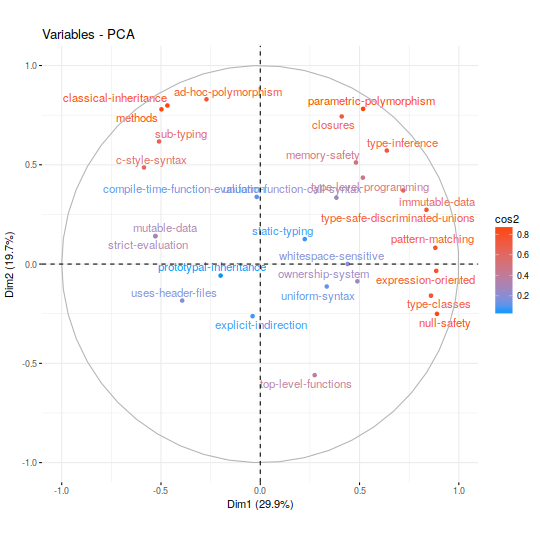 Variables - PCA
1.0
ad-hoc-polymorphism
classical-inheritance
parametric-polymorphism
methods
closures
sub-typing
type-inference
memory-safety
c-style-syntax
0.5
type-level-programming
compile-time-function-evaluation
immutable-data
type-safe-discriminated-unions
cos2
mutable-data
static-typing
pattern-matching
0.8
strict-evaluation
0.6
whitespace-sensitive
0.4
prototypal-inheritance
0.0
ownership-system
expression-oriented
0.2
uses-header-files
uniform-syntax
type-classes
explicit-indirection
null-safety
-0.5
top-level-functions
-1.0
Dim2 (19.7%)
-1.0
-0.5
0.0
0.5
1.0
Dim1 (29.9%)